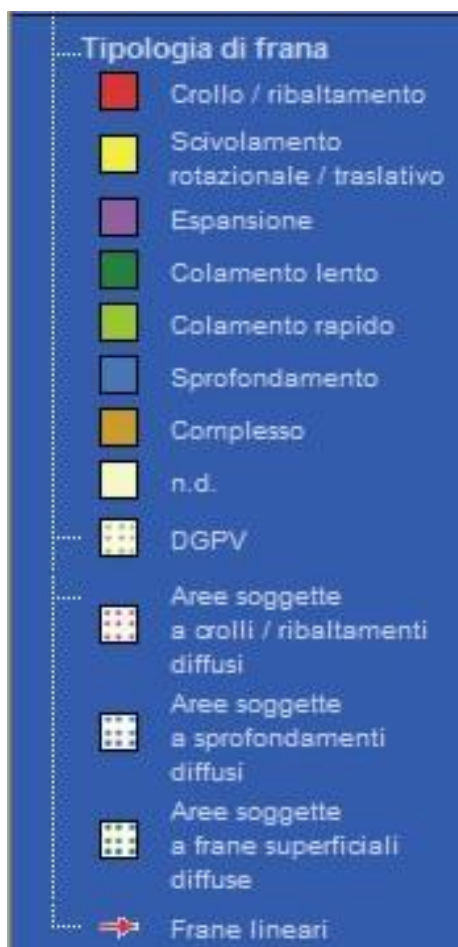 Tipologia di frana
Crollo / ribaltamento
Scivolamento
rotazionale / traslativo
Espansione
Colamento lento
Colamento rapido
Sprofondamento
Complesso
n.d.
DGPV
Aree soggette
a crolli / ribaltamenti
diffusi
Aree soggette
a sprofondamenti
diffusi
Aree soggette
a frane superficiali
diffuse
Frane lineari